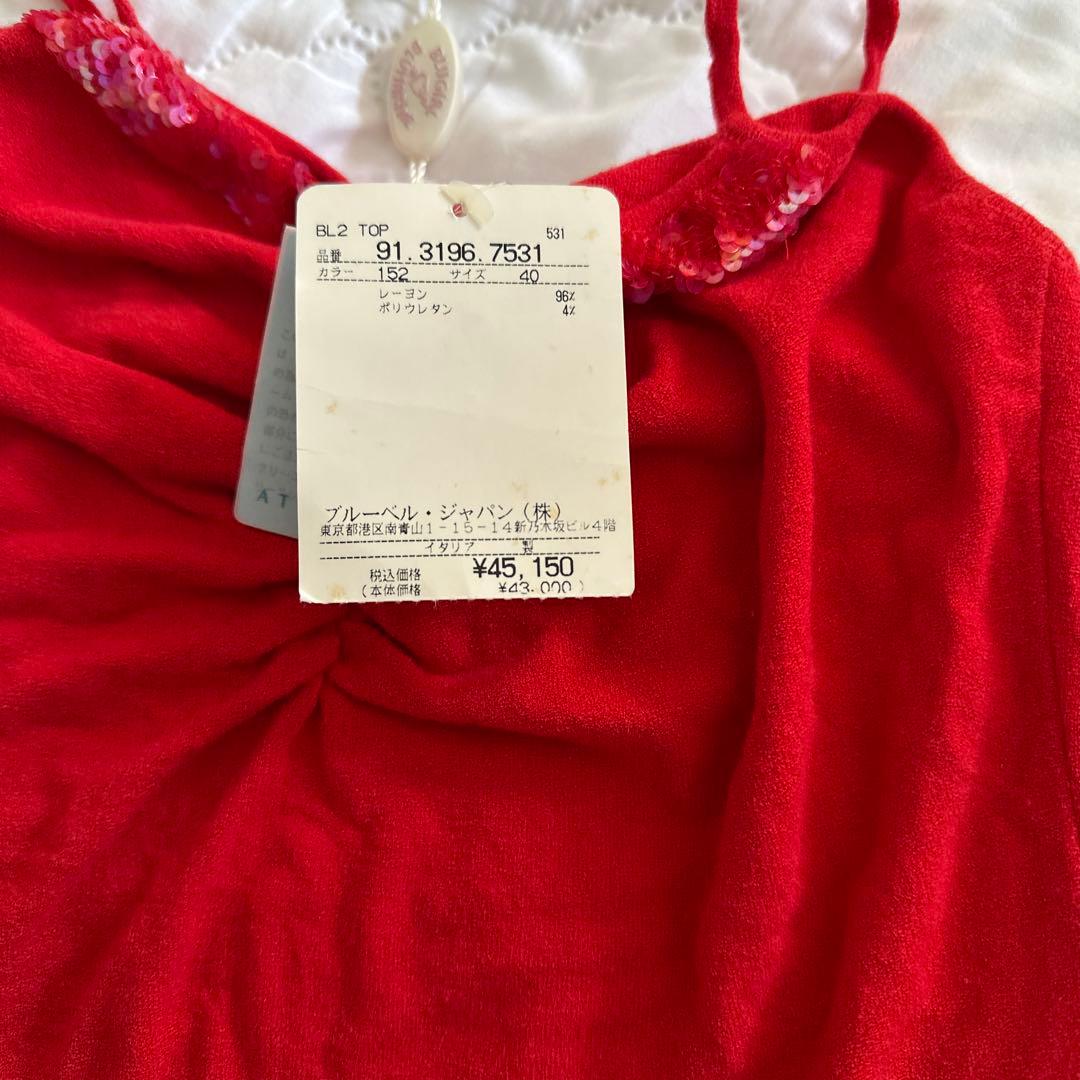 BL2 TOP 531
品番 91.3196.7531
カラー 152 サイズ 40
レーヨン 96%
ポリウレタン 4%
ブルーベル・ジャパン(株)
東京都港区南青山1-15-14新乃木坂ビル4階
イタリア 製
税込価格 ¥45,150
(本体価格 ¥43,000)
AT